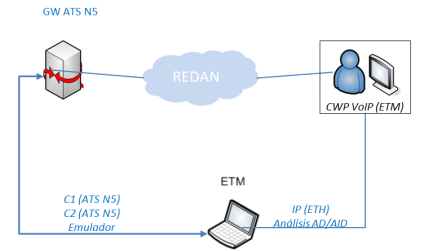 GW ATS N5
REDAN
CWP VoIP (ETM)
ETM
C1 (ATS N5)
C2 (ATS N5)
Emulador
IP (ETH)
Análisis AD/AID